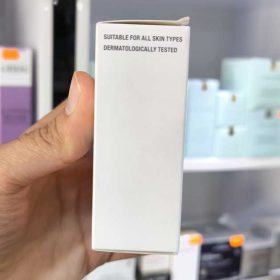 SUITABLE FOR ALL SKIN TYPES
DERMATOLOGICALLY TESTED